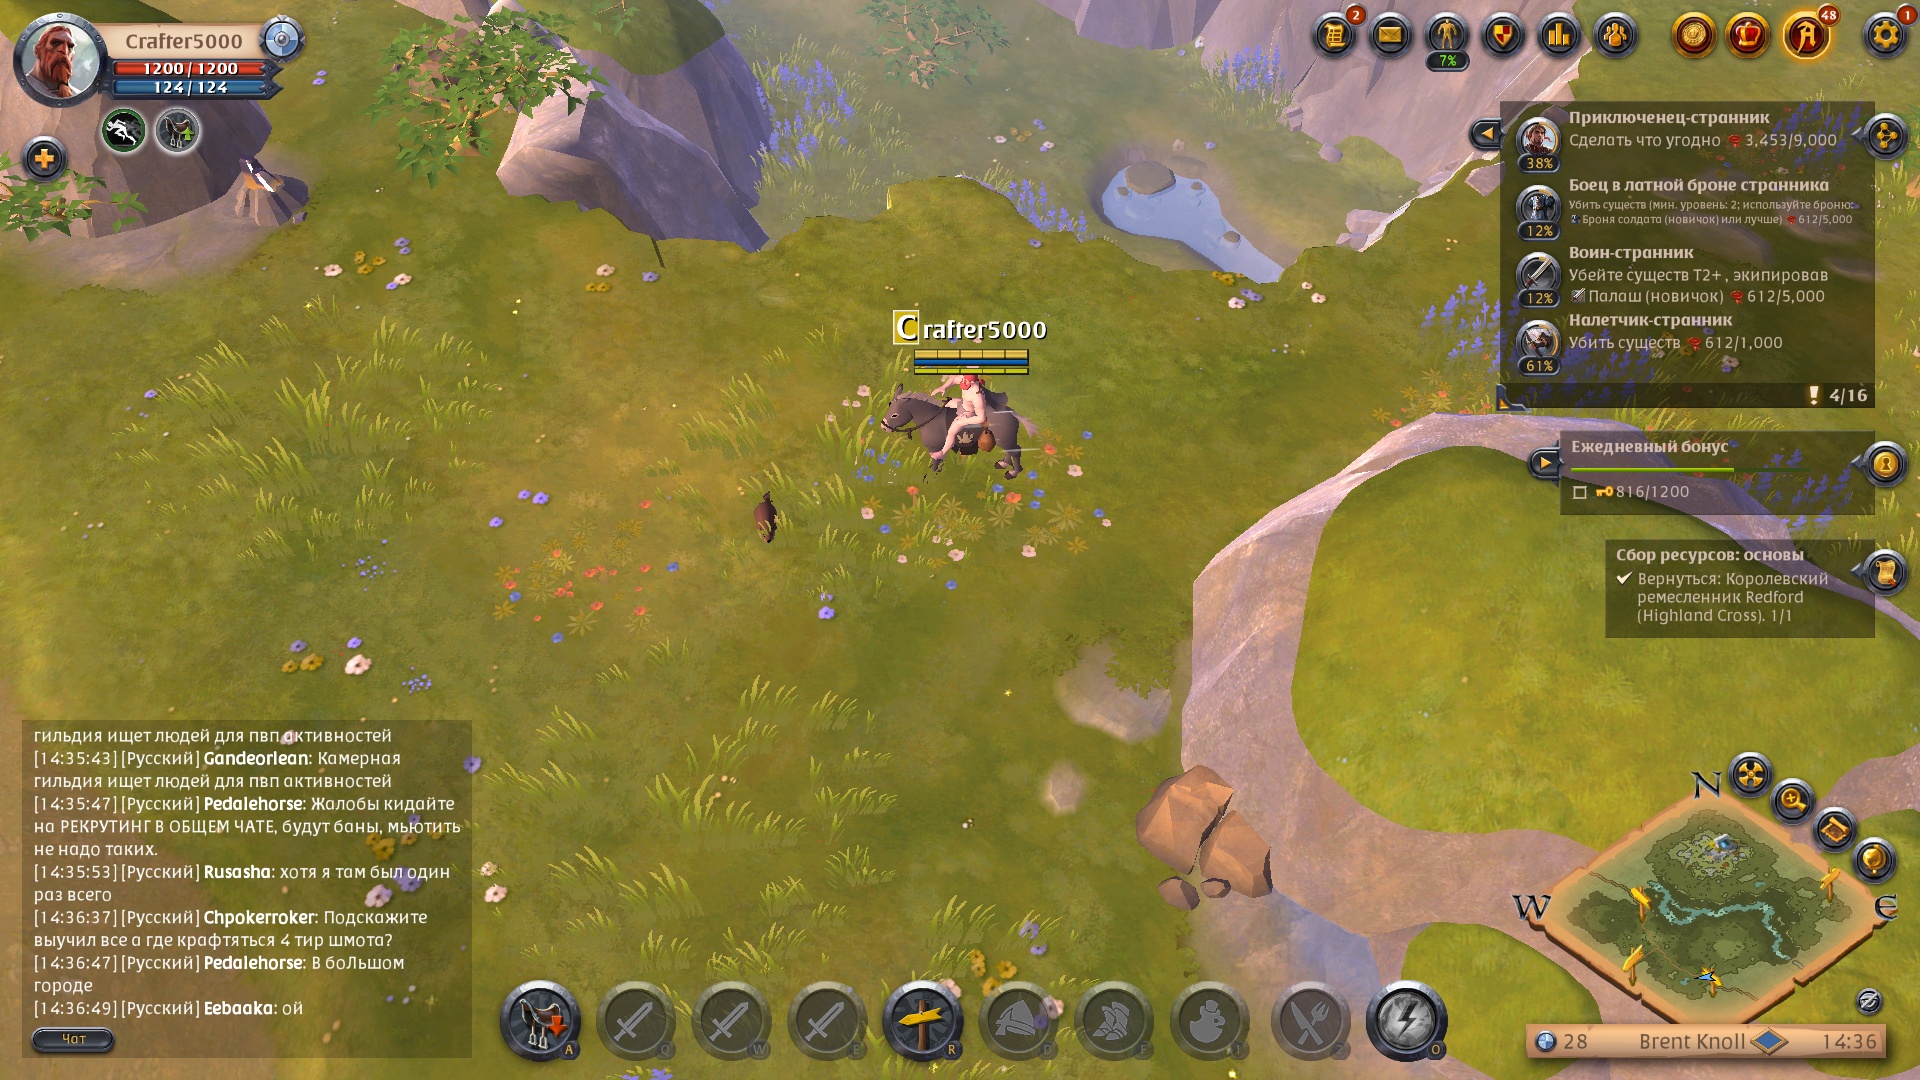 Crafter5000
1200/1200
124/124
2
7%
48
1
Приключенец-странник
Сделать что угодно 3,453/9,000
38%
Боец в латной броне странника
Убить существ (мин. уровень: 2; используйте броню:
Броня солдата (новичок) или лучше) 612/5,000
12%
Воин-странник
Убейте существ T2+, экипировав
Палаш (новичок) 612/5,000
12%
Налетчик-странник
Убить существ 612/1,000
61%
4/16
Crafter5000
Ежедневный бонус
816/1200
Сбор ресурсов: основы
Вернуться: Королевский
ремесленник Redford
(Highland Cross). 1/1
гильдия ищет людей для пвп активностей
[14:35:43] [Русский] Gandeorlean: Камерная
гильдия ищет людей для пвп активностей
[14:35:47] [Русский] Pedalehorse: Жалобы кидайте
на РЕКРУТИНГ В ОБЩЕМ ЧАТЕ, будут баны, мьютить
не надо таких.
[14:35:53] [Русский] Rusasha: хотя я там был один
раз всего
[14:36:37] [Русский] Chpokerroker: Подскажите
выучил все а где крафтяться 4 тир шмота?
[14:36:47] [Русский] Pedalehorse: В боЛьшом
городе
[14:36:49] [Русский] Eebaaka: ой
Чат
A
Q
W
E
R
D
F
1
2
O
N
W
E
28
Brent Knoll
14:36